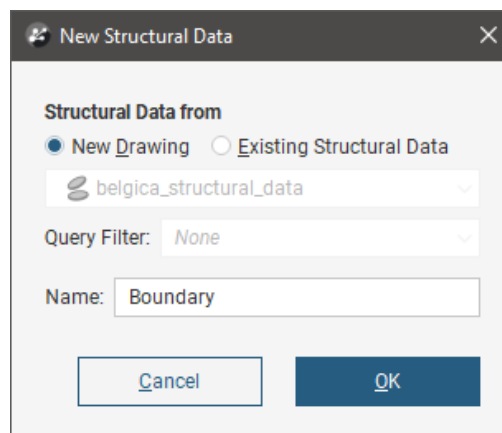 New Structural Data
Structural Data from
New Drawing Existing Structural Data
belgica_structural_data
Query Filter: None
Name: Boundary
Cancel OK